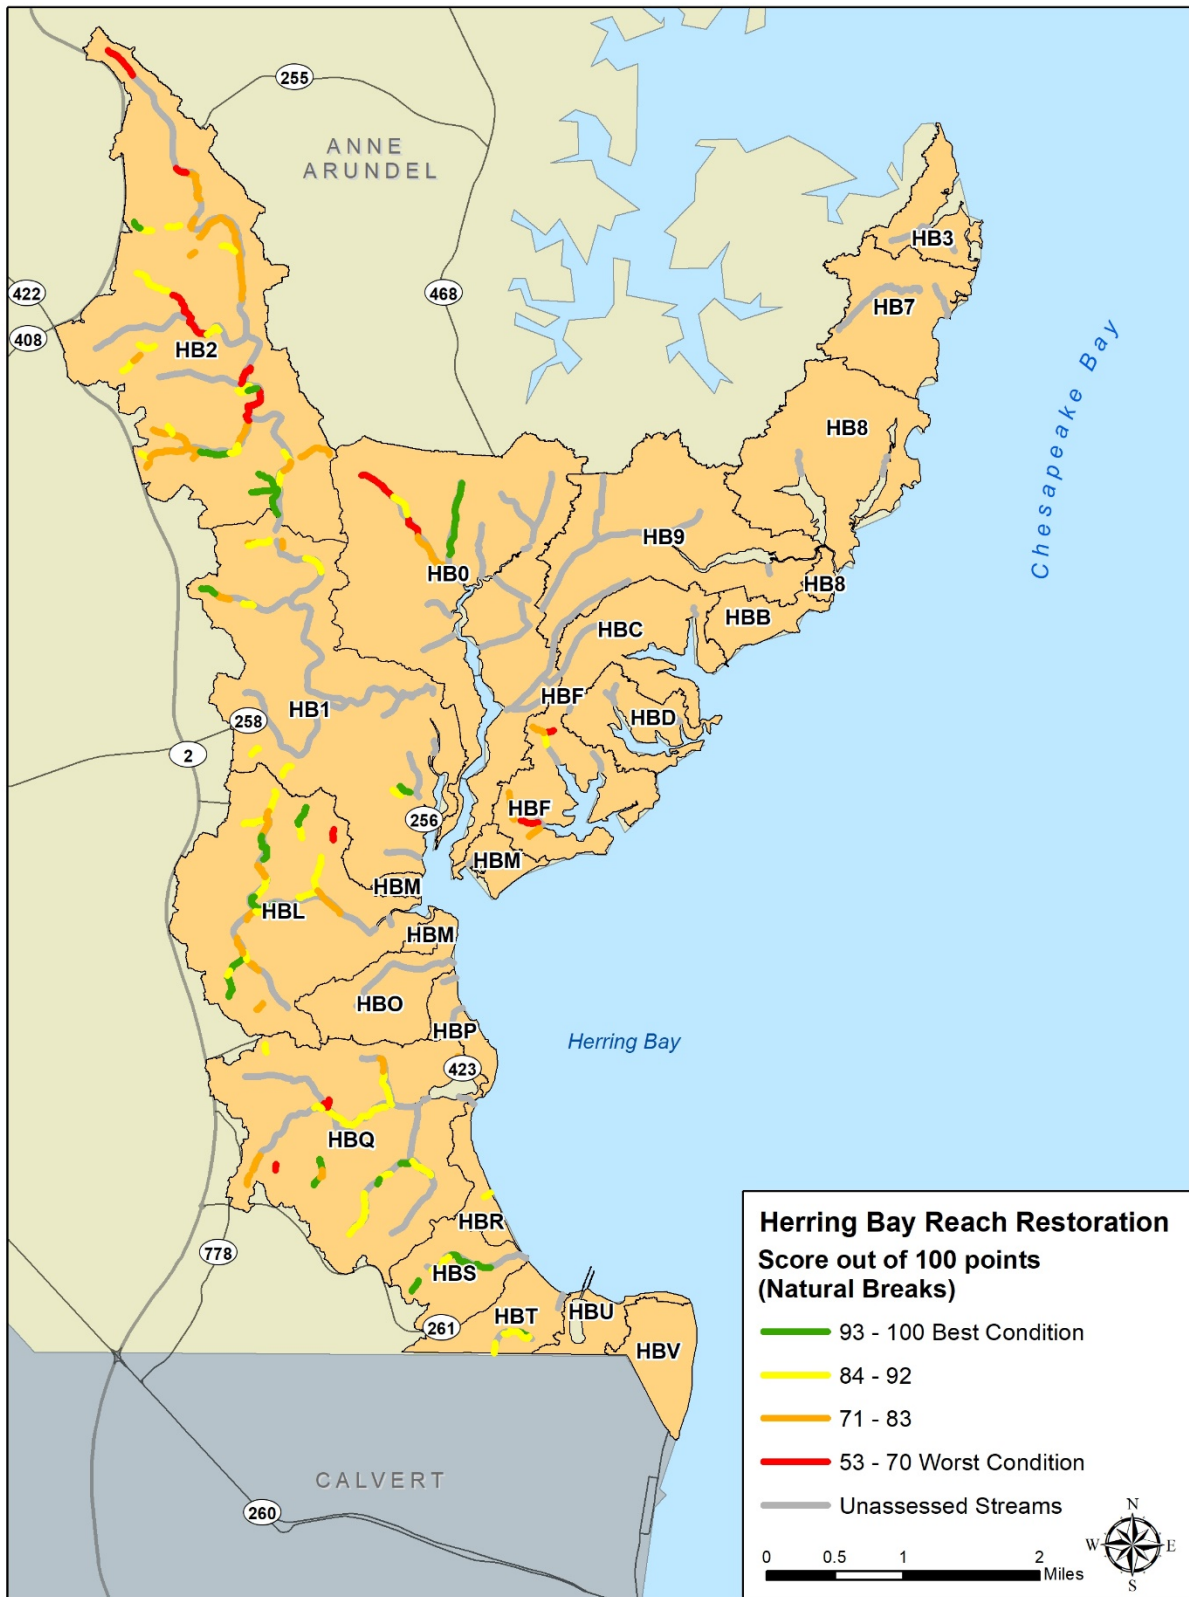 255
ANNE
ARUNDEL
HB3
HB7
422
468
408
HB2
Chesapeake Bay
HB8
HB9
HB0
HB8
HBB
HBC
HBF
HBD
HB1
258
2
HBF
256
HBM
HBM
HBL
HBM
HBO
HBP
Herring Bay
423
HBQ
HBR
778
HBS
HBT
HBU
261
HBV
CALVERT
260
Herring Bay Reach Restoration
Score out of 100 points
(Natural Breaks)
93 - 100 Best Condition
84 - 92
71 - 83
53 - 70 Worst Condition
Unassessed Streams
N
W E
S
0 0.5 1 2
Miles